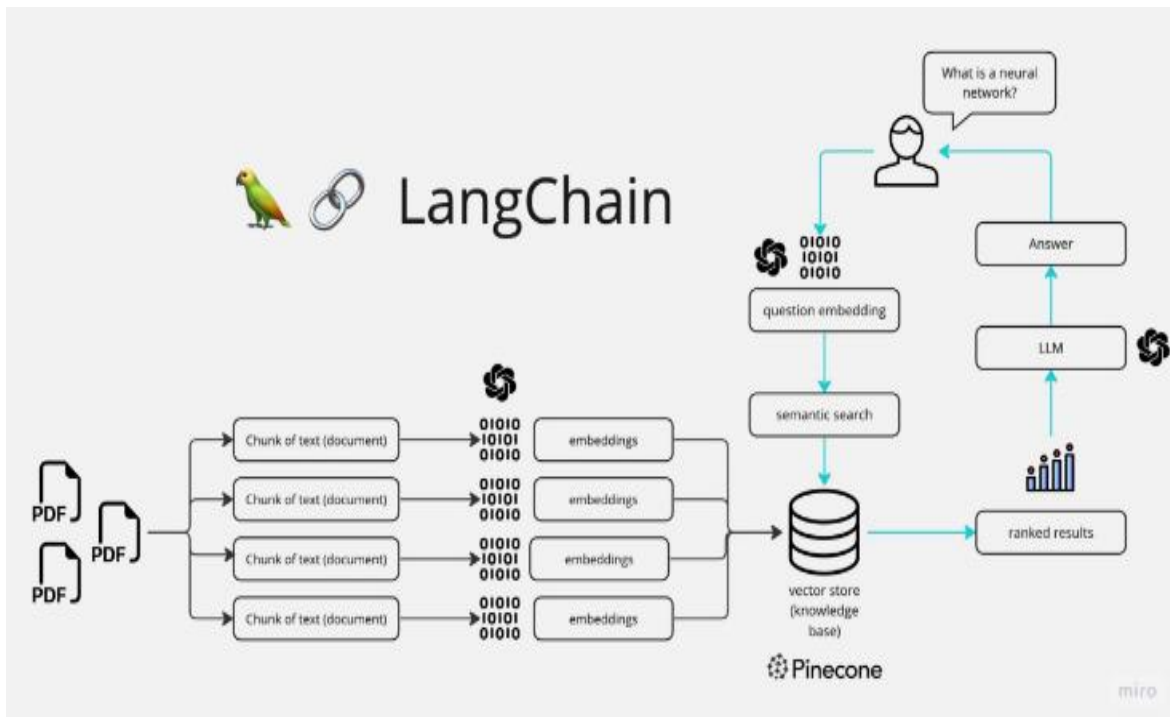 What is a neural
network?
LangChain
01010
10101
01010
question embedding
semantic search
Answer
LLM
ranked results
PDF
PDF
PDF
Chunk of text (document)
01010
10101
01010
embeddings
Chunk of text (document)
01010
10101
01010
embeddings
Chunk of text (document)
01010
10101
01010
embeddings
Chunk of text (document)
01010
10101
01010
embeddings
vector store
(knowledge
base)
Pinecone
miro